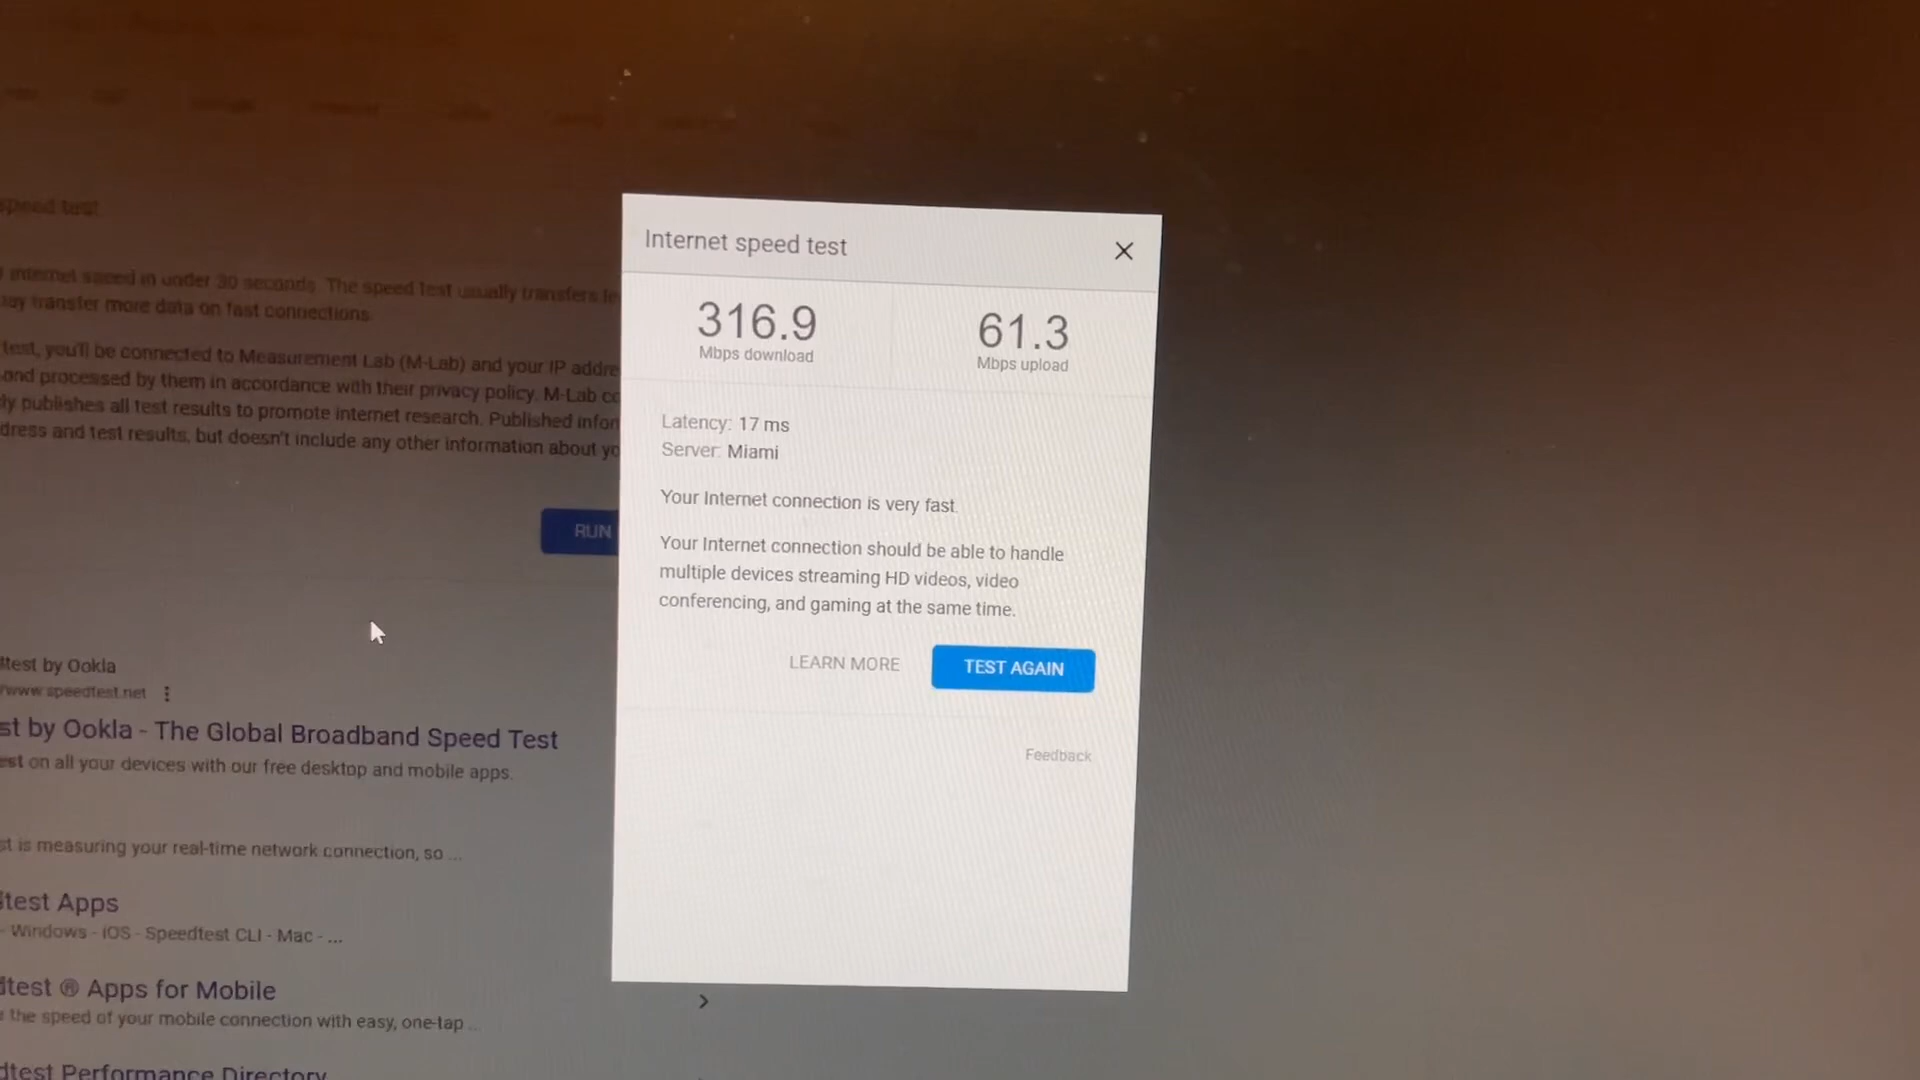 speed test
internet speed in under 30 seconds. The speed test usually transfers
may transfer more data on fast connections.
test, you'll be connected to Measurement Lab (M-Lab) and your IP
and processed by them in accordance with their privacy policy. M-Lab
publishes all test results to promote internet research. Published
and test results, but doesn't include any other information about
RUN
Internet speed test
316.9
Mbps download
61.3
Mbps upload
Latency: 17 ms
Server: Miami
Your Internet connection is very fast.
Your Internet connection should be able to handle
multiple devices streaming HD videos, video
conferencing, and gaming at the same time.
LEARN MORE
TEST AGAIN
Feedback
by Ookla
www.speedtest.net
by Ookla - The Global Broadband Speed Test
on all your devices with our free desktop and mobile apps.
is measuring your real-time network connection, so ...
test Apps
- Windows - iOS - Speedtest CLI - Mac - ...
test ® Apps for Mobile
the speed of your mobile connection with easy, one-tap ...
test Performance Directory